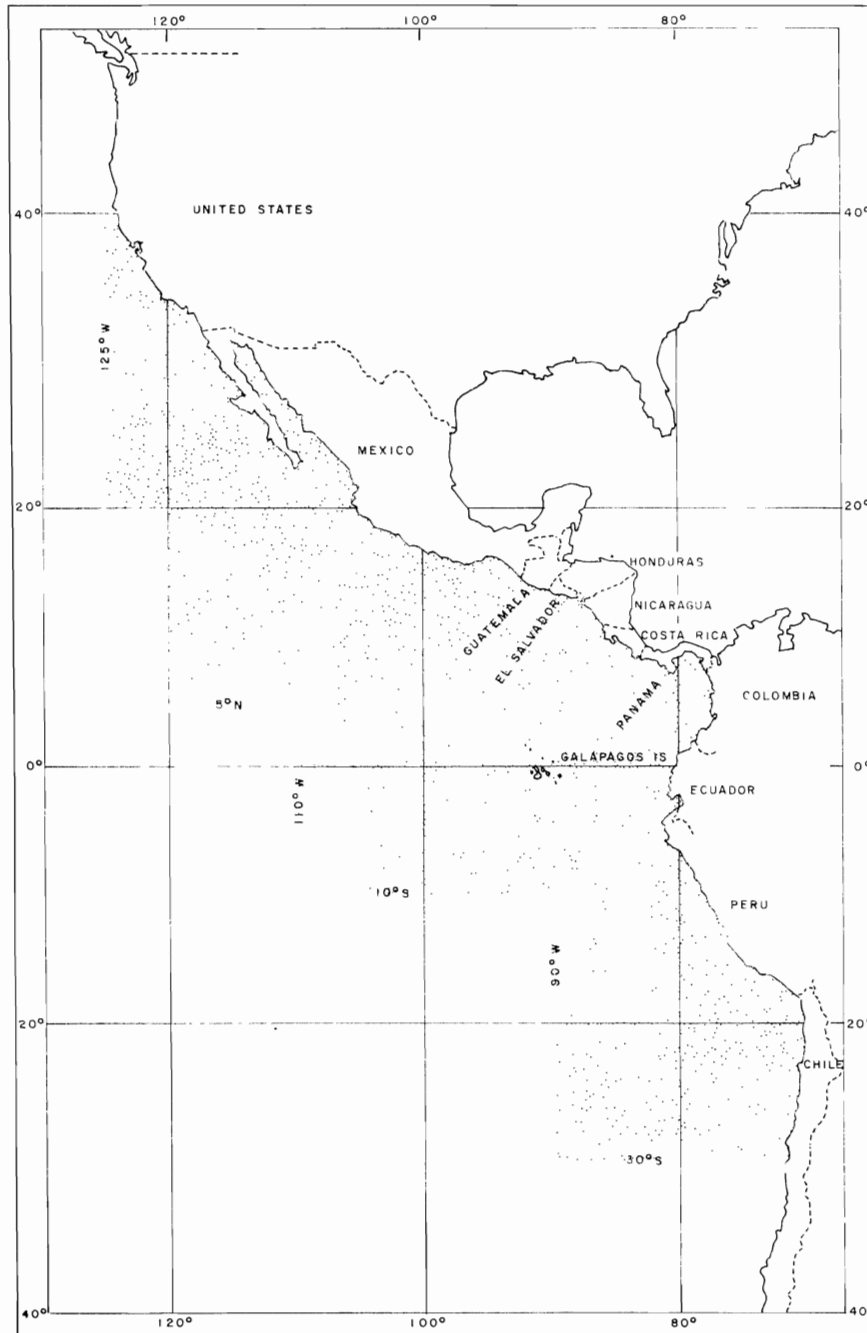 120°
100°
80°
UNITED STATES
40°
40°
125°W
MEXICO
20°
20°
HONDURAS
GUATEMALA
EL SALVADOR
NICARAGUA
COSTA RICA
PANAMA
COLOMBIA
5°N
GALAPAGOS IS
0°
0°
110°W
ECUADOR
10°S
PERU
90°W
20°
20°
CHILE
30°S
40°
40°
120°
100°
80°